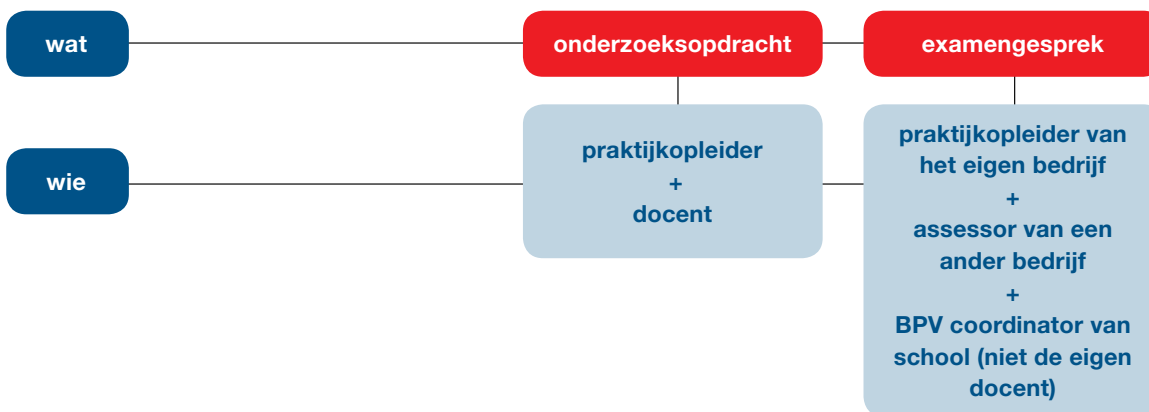 wat
onderzoeksopdracht
examengesprek
wie
praktijkopleider
+
docent
praktijkopleider van
het eigen bedrijf
+
assessor van een
ander bedrijf
+
BPV coordinator van
school (niet de eigen
docent)